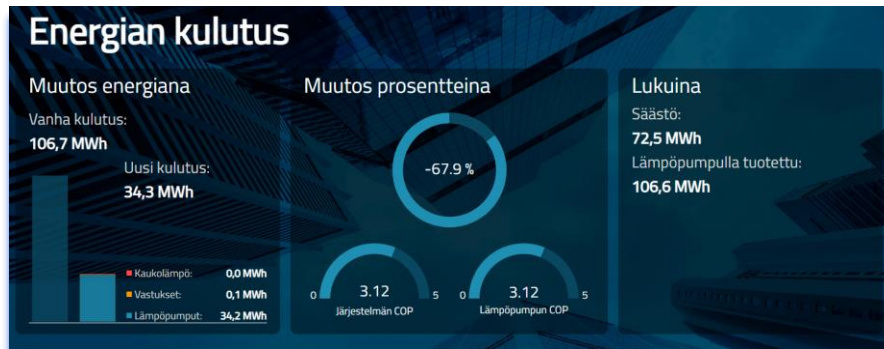 Energian kulutus
Muutos energiana
Vanha kulutus:
106,7 MWh
Uusi kulutus:
34,3 MWh
Kaukolämpö: 0,0 MWh
Vastukset: 0,1 MWh
Lämpöpumput: 34,2 MWh
Muutos prosentteina
-67.9 %
0 3.12 5
Järjestelmän COP
0 3.12 5
Lämpöpumpun COP
Lukuina
Säästö:
72,5 MWh
Lämpöpumpulla tuotettu:
106,6 MWh